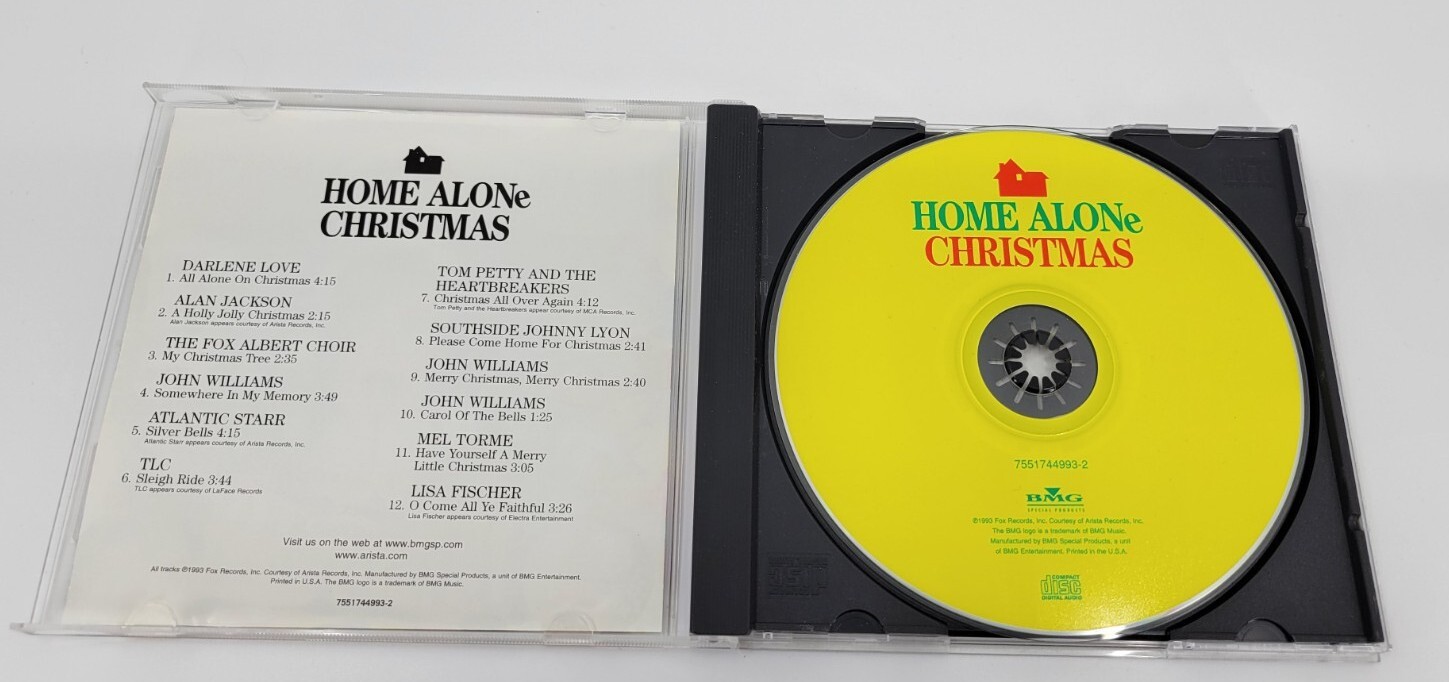 HOME ALONe
CHRISTMAS
DARLENE LOVE
1. All Alone On Christmas 4:15
ALAN JACKSON
2. A Holly Jolly Christmas 2:15
Alan Jackson appears courtesy of Arista Records, Inc.
THE FOX ALBERT CHOIR
3. My Christmas Tree 2:35
JOHN WILLIAMS
4. Somewhere In My Memory 3:49
ATLANTIC STARR
5. Silver Bells 4:15
Atlantic Starr appears courtesy of Arista Records, Inc.
TLC
6. Sleigh Ride 3:44
TLC appears courtesy of LaFace Records
TOM PETTY AND THE
HEARTBREAKERS
7. Christmas All Over Again 4:12
Tom Petty and the HeartBreakers appear courtesy of MCA Records, Inc.
SOUTHSIDE JOHNNY LYON
8. Please Come Home For Christmas 2:41
JOHN WILLIAMS
9. Merry Christmas, Merry Christmas 2:40
JOHN WILLIAMS
10. Carol Of The Bells 1:25
MEL TORME
11. Have Yourself A Merry
Little Christmas 3:05
LISA FISCHER
12. O Come All Ye Faithful 3:26
Lisa Fischer appears courtesy of Electra Entertainment
Visit us on the web at www.bmgsp.com
www.arista.com
All tracks ℗1993 Fox Records, Inc. Courtesy of Arista Records, Inc. Manufactured by BMG Special Products, a unit of BMG Entertainment.
Printed in U.S.A. The BMG logo is a trademark of BMG Music.
7551744993-2
HOME ALONe
CHRISTMAS
7551744993-2
BMG
SPECIAL PRODUCTS
℗1993 Fox Records, Inc. Courtesy of Arista Records, Inc.
The BMG logo is a trademark of BMG Music.
Manufactured by BMG Special Products, a unit
of BMG Entertainment. Printed in the U.S.A.
COMPACT
disc
DIGITAL AUDIO